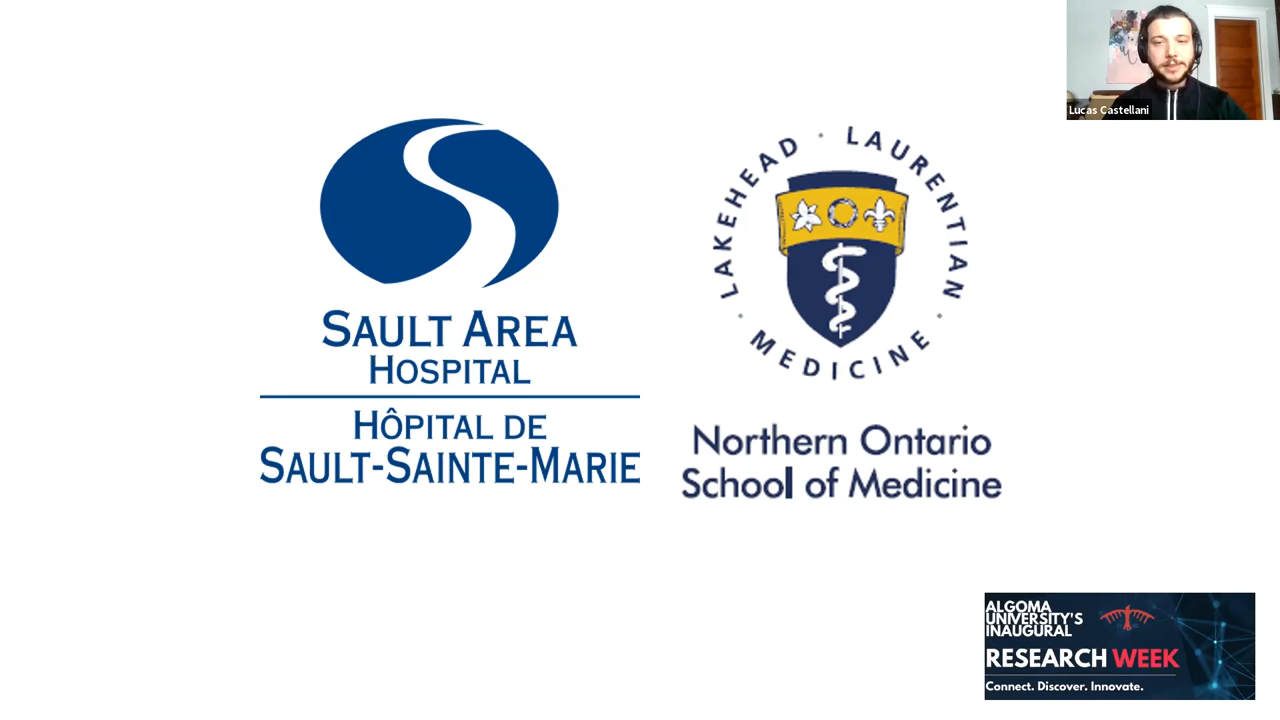 Lucas Castellani
SAULT AREA
HOSPITAL
HÔPITAL DE
SAULT-SAINTE-MARIE
LAKEHEAD · LAURENTIAN · MEDICINE ·
Northern Ontario
School of Medicine
ALGOMA
UNIVERSITY'S
INAUGURAL
RESEARCH WEEK
Connect. Discover. Innovate.